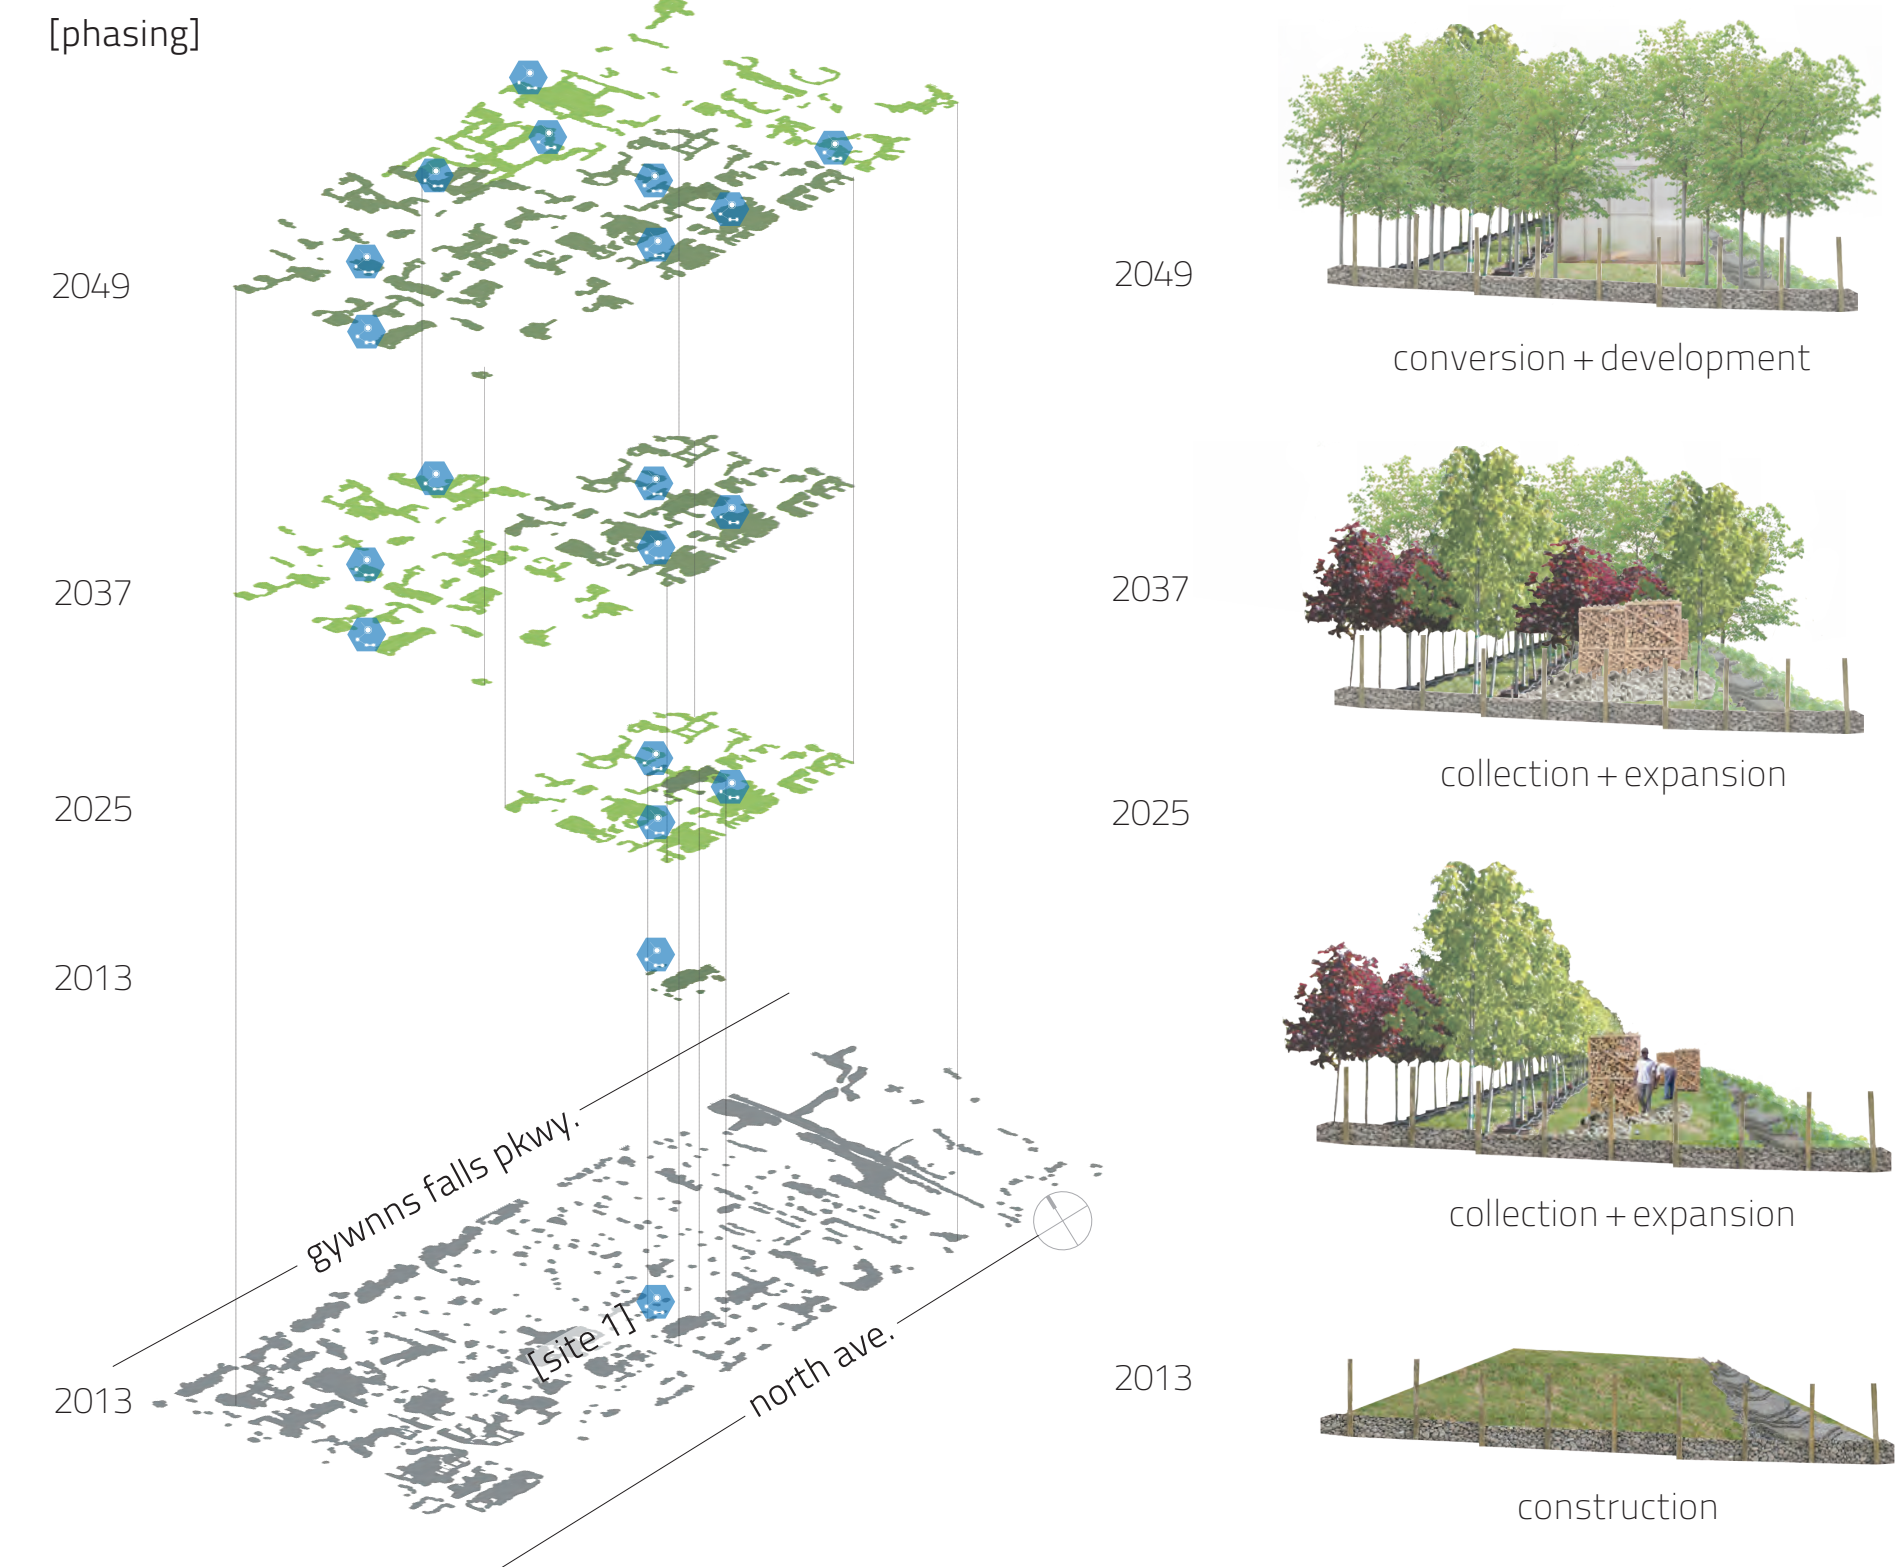 [phasing]
2049
2037
2025
2013
gywnns falls pkwy.
[site 1]
north ave.
2013
2049
conversion + development
2037
collection + expansion
2025
collection + expansion
2013
construction